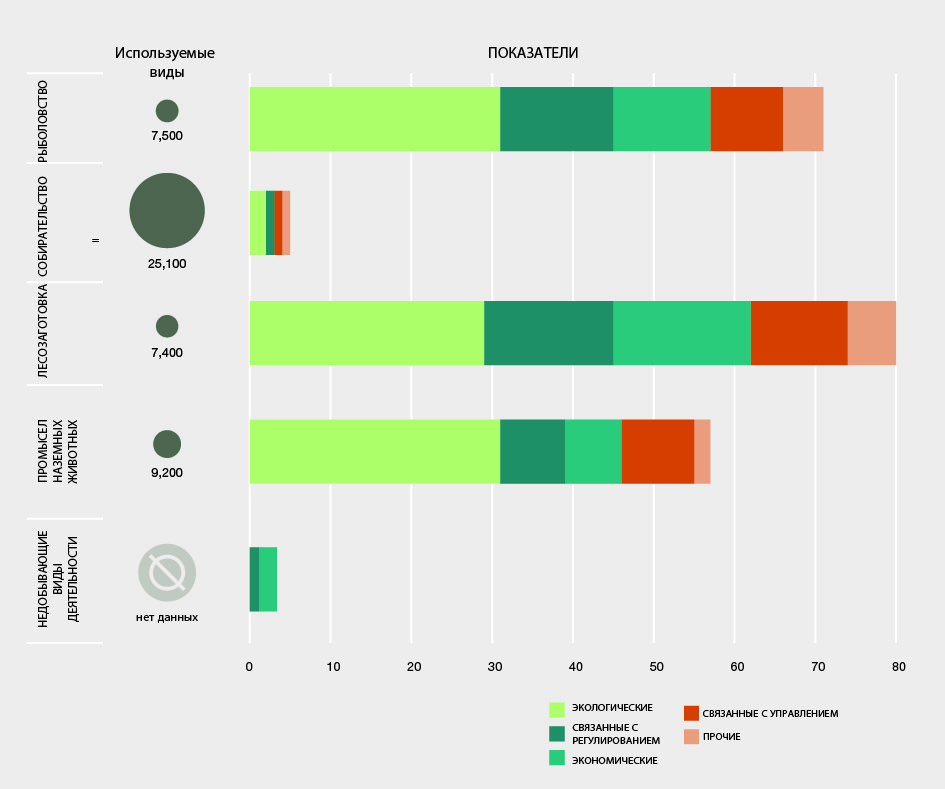 Используемые
виды
ПОКАЗАТЕЛИ
РЫБОЛОВСТВО
7,500
СОБИРАТЕЛЬСТВО
=
25,100
ЛЕСОЗАГОТОВКА
7,400
ПРОМЫСЕЛ
НАЗЕМНЫХ
ЖИВОТНЫХ
9,200
НЕДОБЫВАЮЩИЕ
ВИДЫ
ДЕЯТЕЛЬНОСТИ
нет данных
0 10 20 30 40 50 60 70 80
ЭКОЛОГИЧЕСКИЕ
СВЯЗАННЫЕ С
РЕГУЛИРОВАНИЕМ
ЭКОНОМИЧЕСКИЕ
СВЯЗАННЫЕ С УПРАВЛЕНИЕМ
ПРОЧИЕ